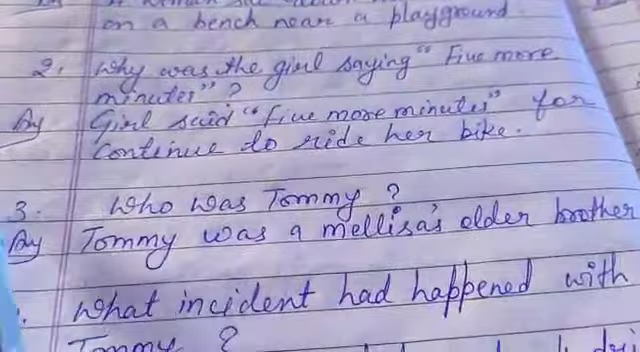 on a bench near a playground
2. Why was the girl saying "Five more
minutes"?
Girl said "five more minutes" for
Continue to ride her bike.
3. Who was Tommy?
Tommy was a mellisa's older brother
What incident had happened with
Tommy?